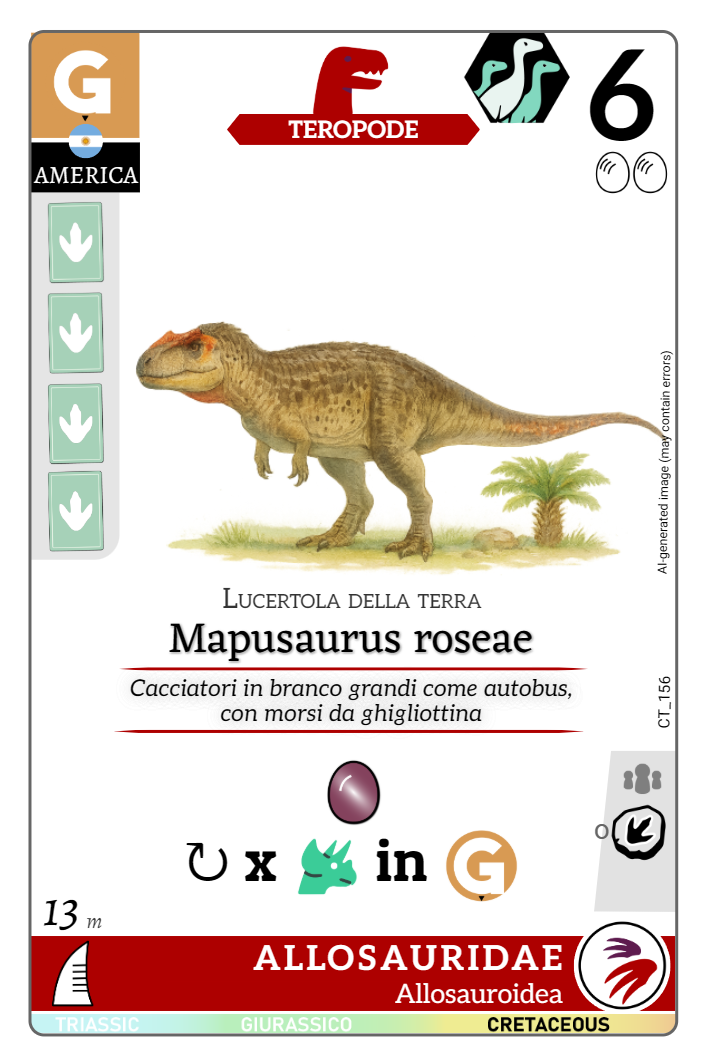 G
AMERICA
TEROPODE
6
AI-generated image (may contain errors)
LUCERTOLA DELLA TERRA
Mapusaurus roseae
Cacciatori in branco grandi come autobus,
con morsi da ghigliottina
CT_156
x in G
O
13 m
ALLOSAURIDAE
Allosauroidea
TRIASSIC GIURASSICO CRETACEOUS